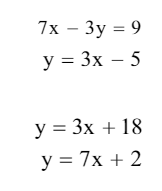 7x − 3y = 9
y = 3x − 5
y = 3x + 18
y = 7x + 2